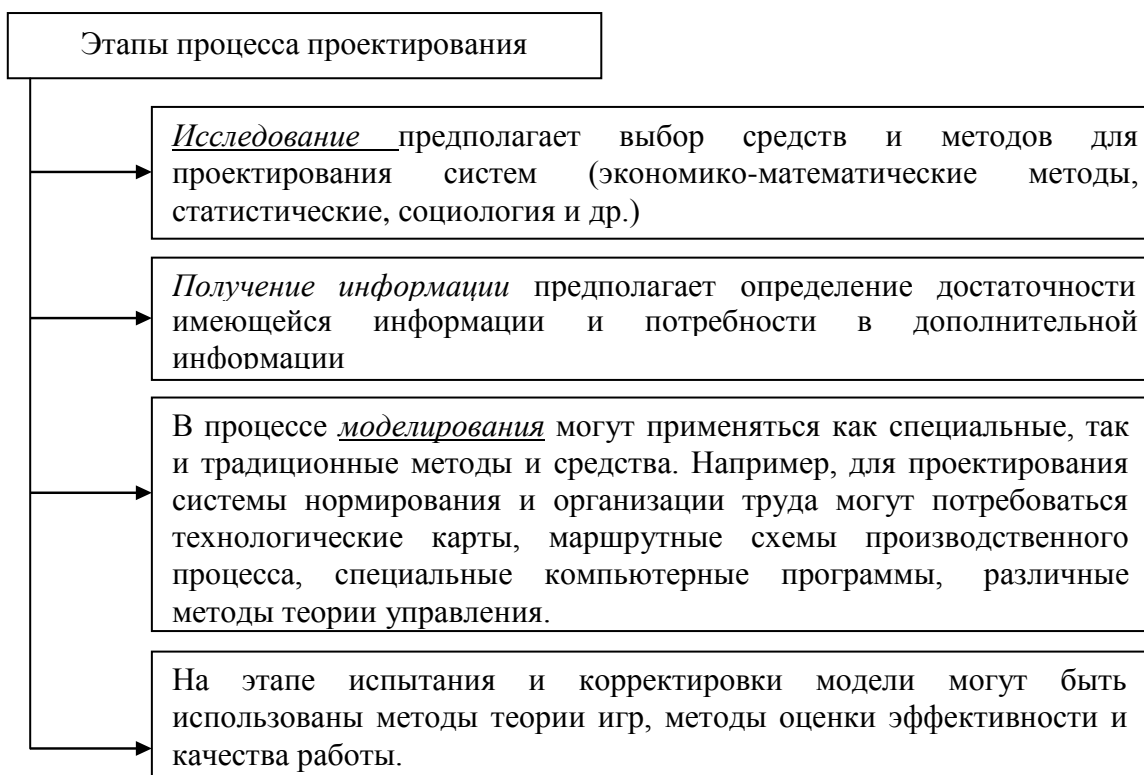 Этапы процесса проектирования
Исследование предполагает выбор средств и методов для
проектирования систем (экономико-математические методы,
статистические, социология и др.)
Получение информации предполагает определение достаточности
имеющейся информации и потребности в дополнительной
информации
В процессе моделирования могут применяться как специальные, так
и традиционные методы и средства. Например, для проектирования
системы нормирования и организации труда могут потребоваться
технологические карты, маршрутные схемы производственного
процесса, специальные компьютерные программы, различные
методы теории управления.
На этапе испытания и корректировки модели могут быть
использованы методы теории игр, методы оценки эффективности и
качества работы.